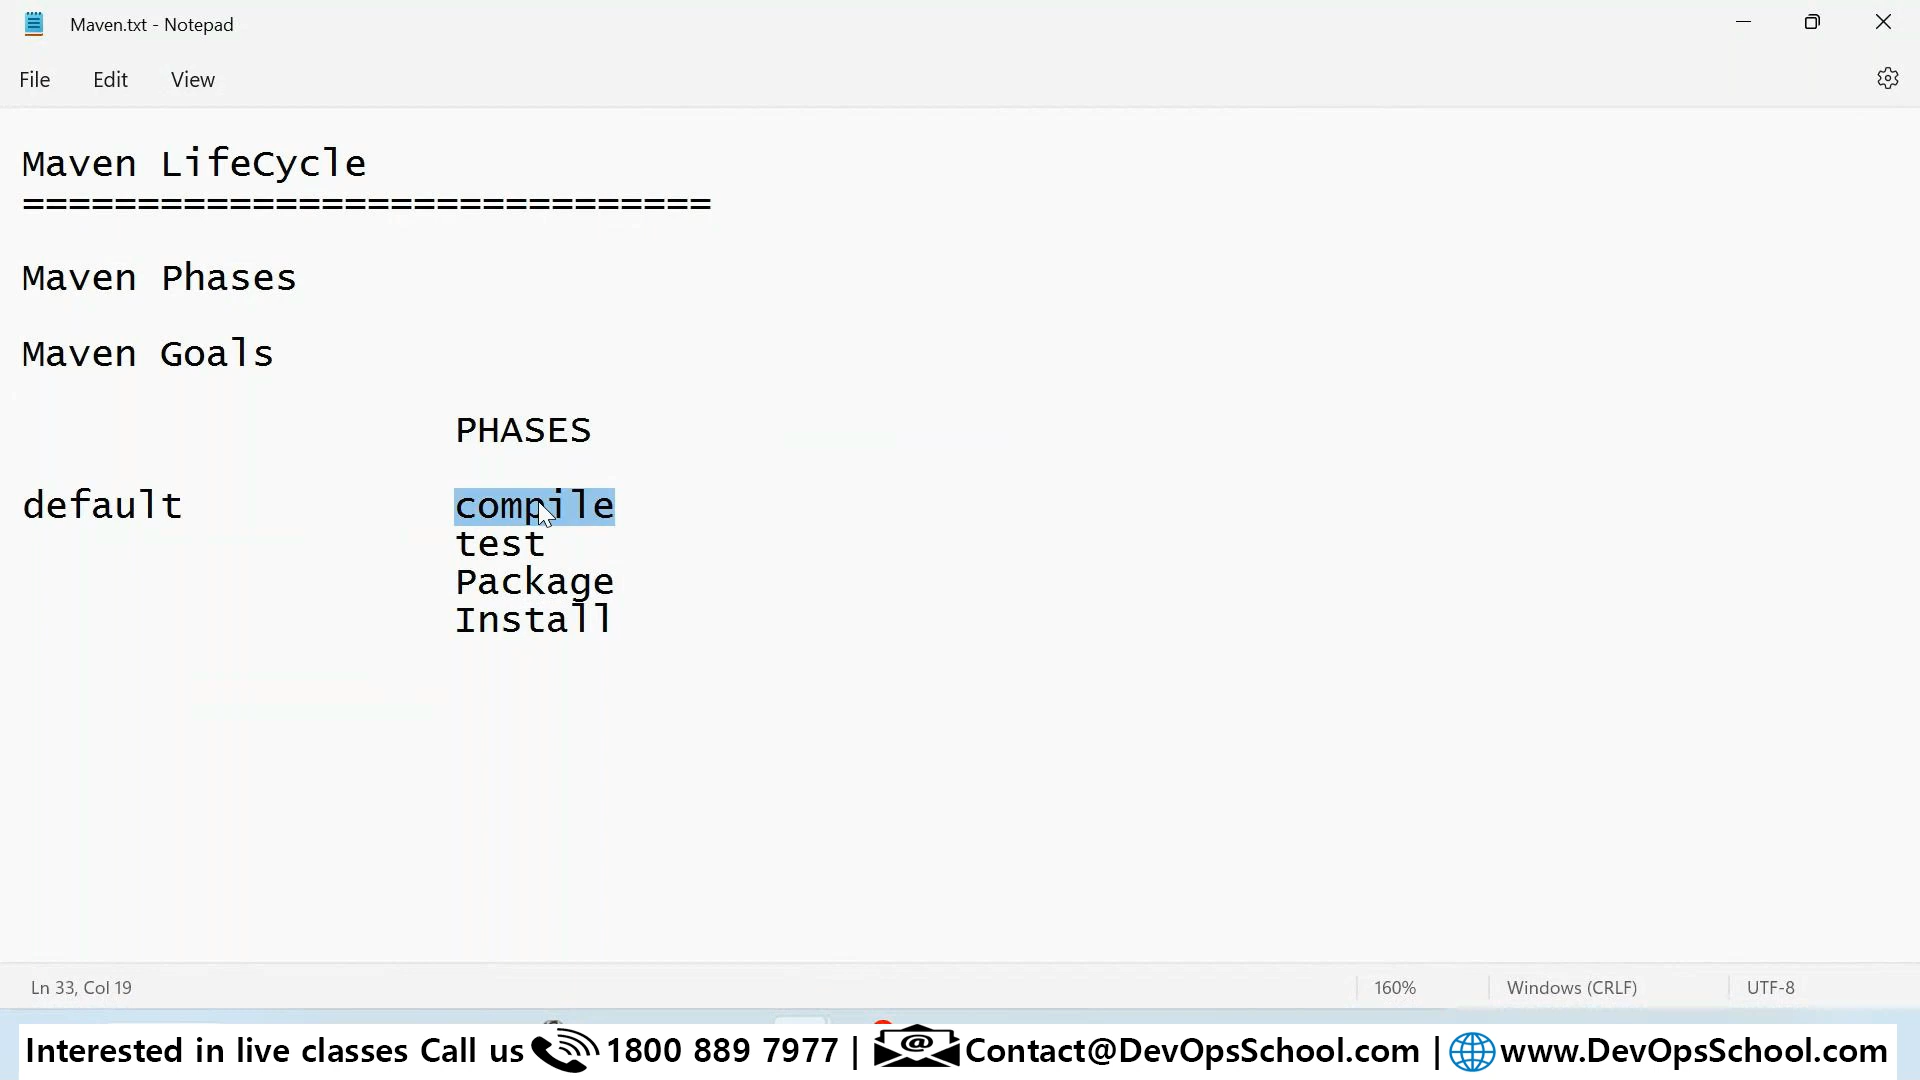 Maven.txt - Notepad
File Edit View
Maven LifeCycle
==============================
Maven Phases
Maven Goals
PHASES
default compile
test
Package
Install
Ln 33, Col 19 160% Windows (CRLF) UTF-8
Interested in live classes Call us 1800 889 7977 | Contact@DevOpsSchool.com | www.DevOpsSchool.com